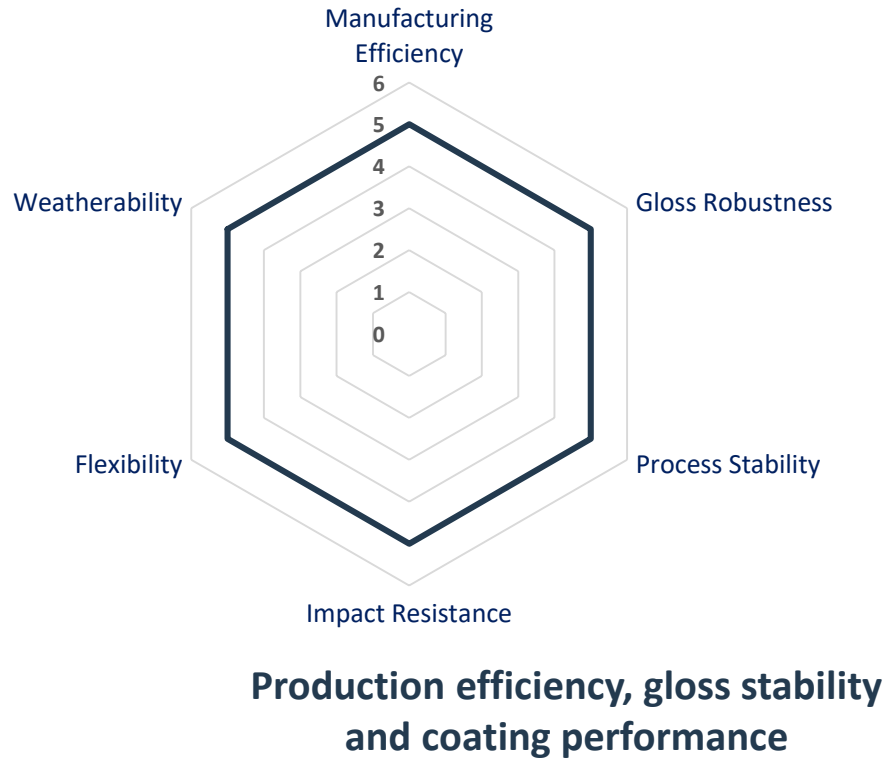 Manufacturing
Efficiency
6
5
4
3
2
1
0
Weatherability
Gloss Robustness
Flexibility
Process Stability
Impact Resistance
Production efficiency, gloss stability
and coating performance